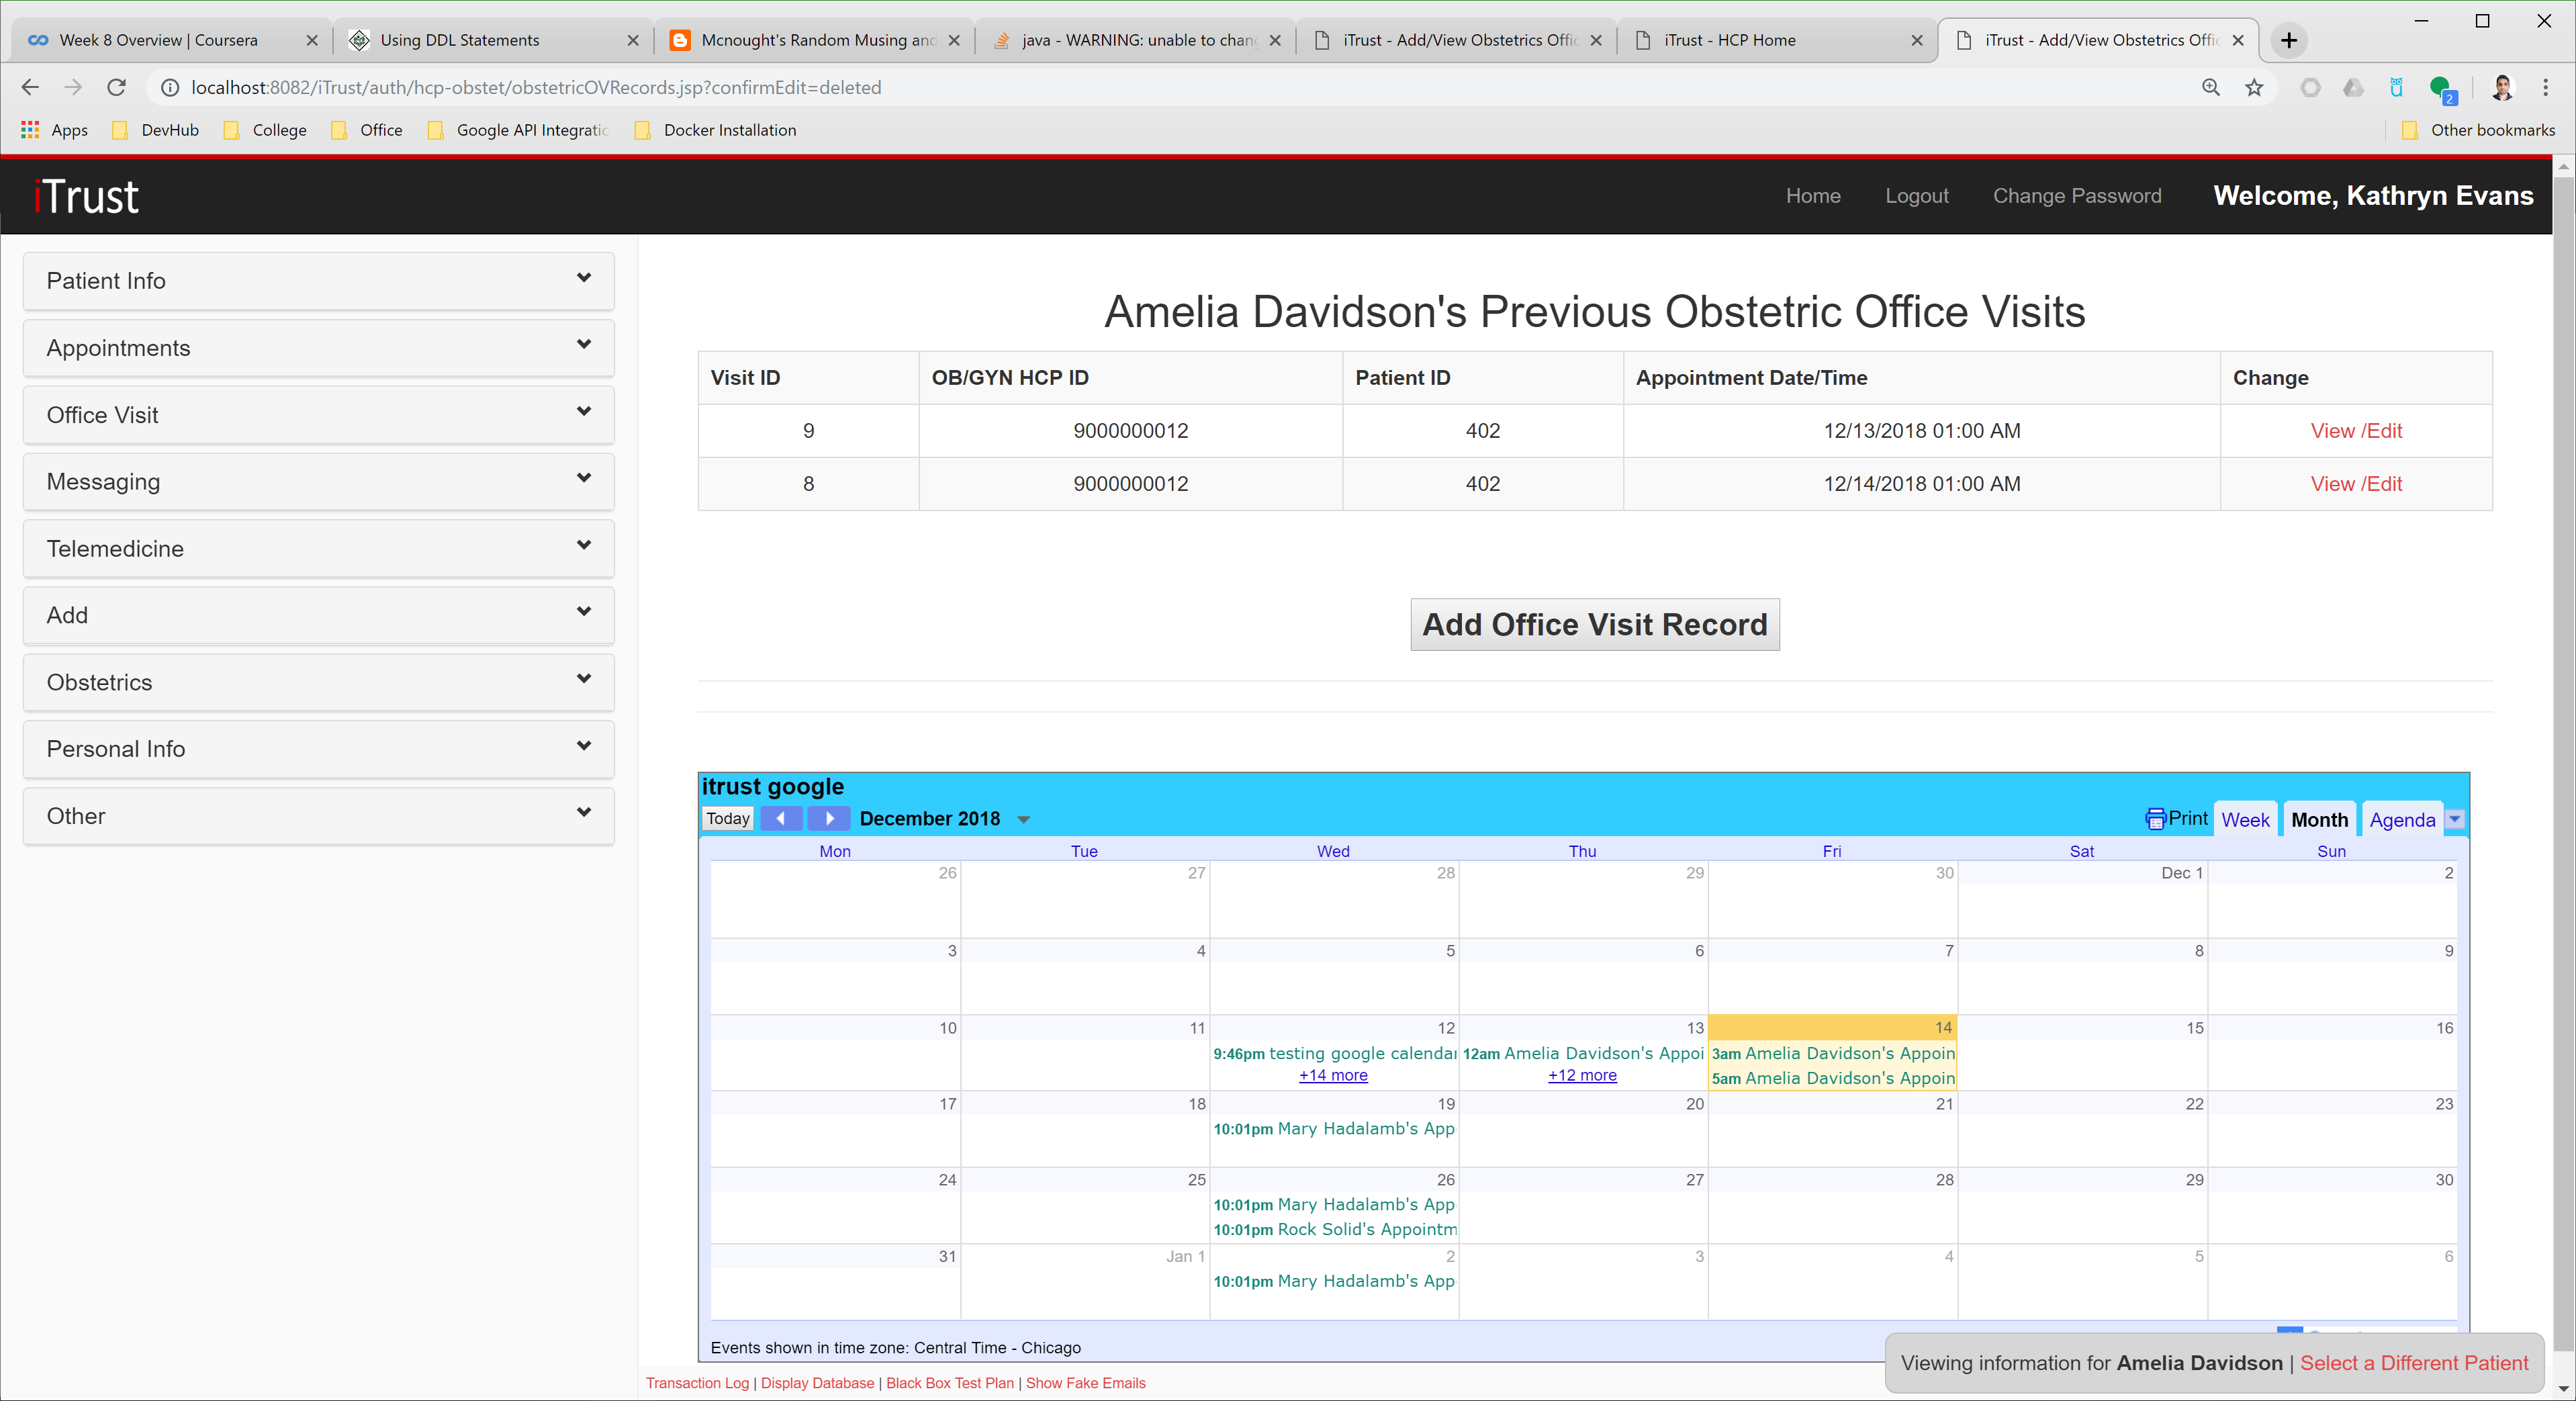 Week 8 Overview | Coursera
Using DDL Statements
Mcnought's Random Musing and
java - WARNING: unable to chang
iTrust - Add/View Obstetrics Offic
iTrust - HCP Home
iTrust - Add/View Obstetrics Offic
localhost:8082/iTrust/auth/hcp-obstet/obstetricOVRecords.jsp?confirmEdit=deleted
2
Apps DevHub College Office Google API Integratio Docker Installation Other bookmarks
iTrust
Home Logout Change Password Welcome, Kathryn Evans
Patient Info
Appointments
Office Visit
Messaging
Telemedicine
Add
Obstetrics
Personal Info
Other
Amelia Davidson's Previous Obstetric Office Visits
Visit ID OB/GYN HCP ID Patient ID Appointment Date/Time Change
9 9000000012 402 12/13/2018 01:00 AM View /Edit
8 9000000012 402 12/14/2018 01:00 AM View /Edit
Add Office Visit Record
itrust google
Today December 2018 Print Week Month Agenda
Mon Tue Wed Thu Fri Sat Sun
26 27 28 29 30 Dec 1 2
3 4 5 6 7 8 9
10 11 12 13 14 15 16
9:46pm testing google calendar 12am Amelia Davidson's Appoi 3am Amelia Davidson's Appoin
+14 more +12 more 5am Amelia Davidson's Appoin
17 18 19 20 21 22 23
10:01pm Mary Hadalamb's App
24 25 26 27 28 29 30
10:01pm Mary Hadalamb's App
10:01pm Rock Solid's Appointm
31 Jan 1 2 3 4 5 6
10:01pm Mary Hadalamb's App
Events shown in time zone: Central Time - Chicago
Viewing information for Amelia Davidson | Select a Different Patient
Transaction Log | Display Database | Black Box Test Plan | Show Fake Emails